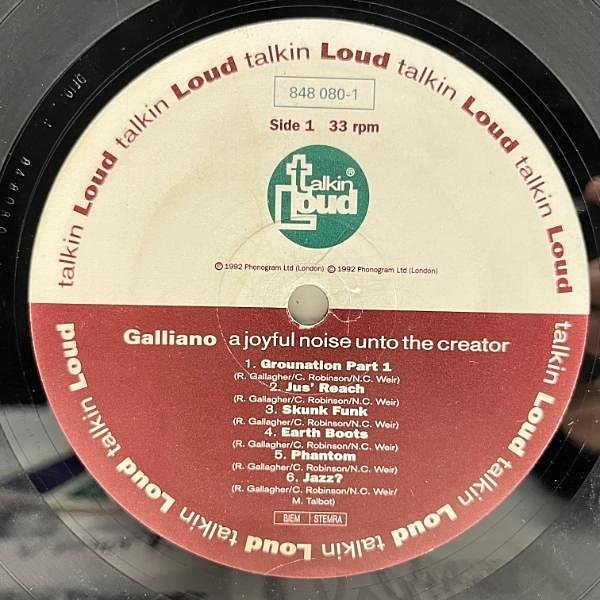 talkin Loud talkin Loud talkin Loud talkin Loud talkin Loud talkin Loud talkin Loud talkin Loud talkin Loud
848 080-1
Side 1 33 rpm
talkin Loud ®
℗ 1992 Phonogram Ltd (London) © 1992 Phonogram Ltd (London)
Galliano a joyful noise unto the creator
1. Grounation Part 1
(R. Gallagher/C. Robinson/N.C. Weir)
2. Jus' Reach
(R. Gallagher/C. Robinson/N.C. Weir)
3. Skunk Funk
(R. Gallagher/C. Robinson/N.C. Weir)
4. Earth Boots
(R. Gallagher/C. Robinson/N.C. Weir)
5. Phantom
(R. Gallagher/C. Robinson/N.C. Weir)
6. Jazz?
(R. Gallagher/C. Robinson/N.C. Weir/
M. Talbot)
BIEM STEMRA